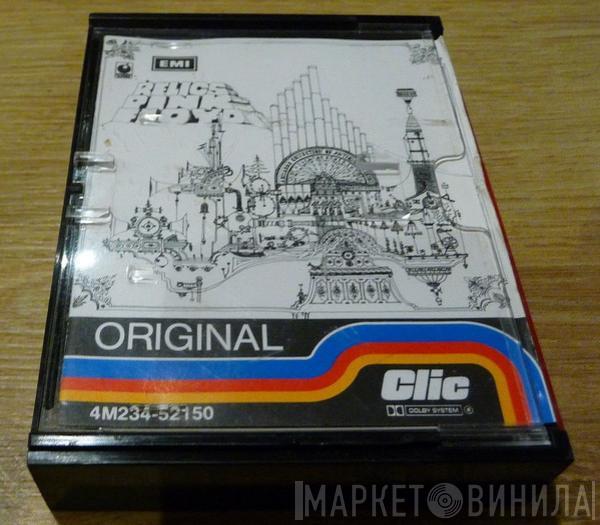 EMI
RELICS
PINK
FLOYD
ORIGINAL
Clic
4M234-52150
DOLBY SYSTEM ®
МАРКЕТ ВИНИЛА